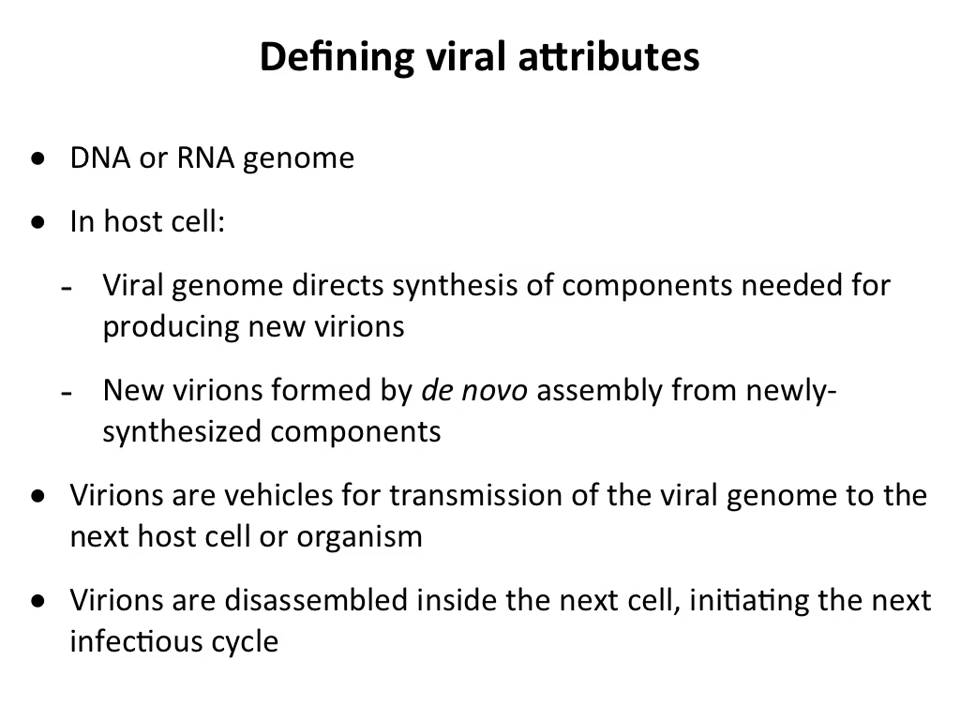 Defining viral attributes
• DNA or RNA genome
• In host cell:
- Viral genome directs synthesis of components needed for
producing new virions
- New virions formed by de novo assembly from newly-
synthesized components
• Virions are vehicles for transmission of the viral genome to the
next host cell or organism
• Virions are disassembled inside the next cell, initiating the next
infectious cycle